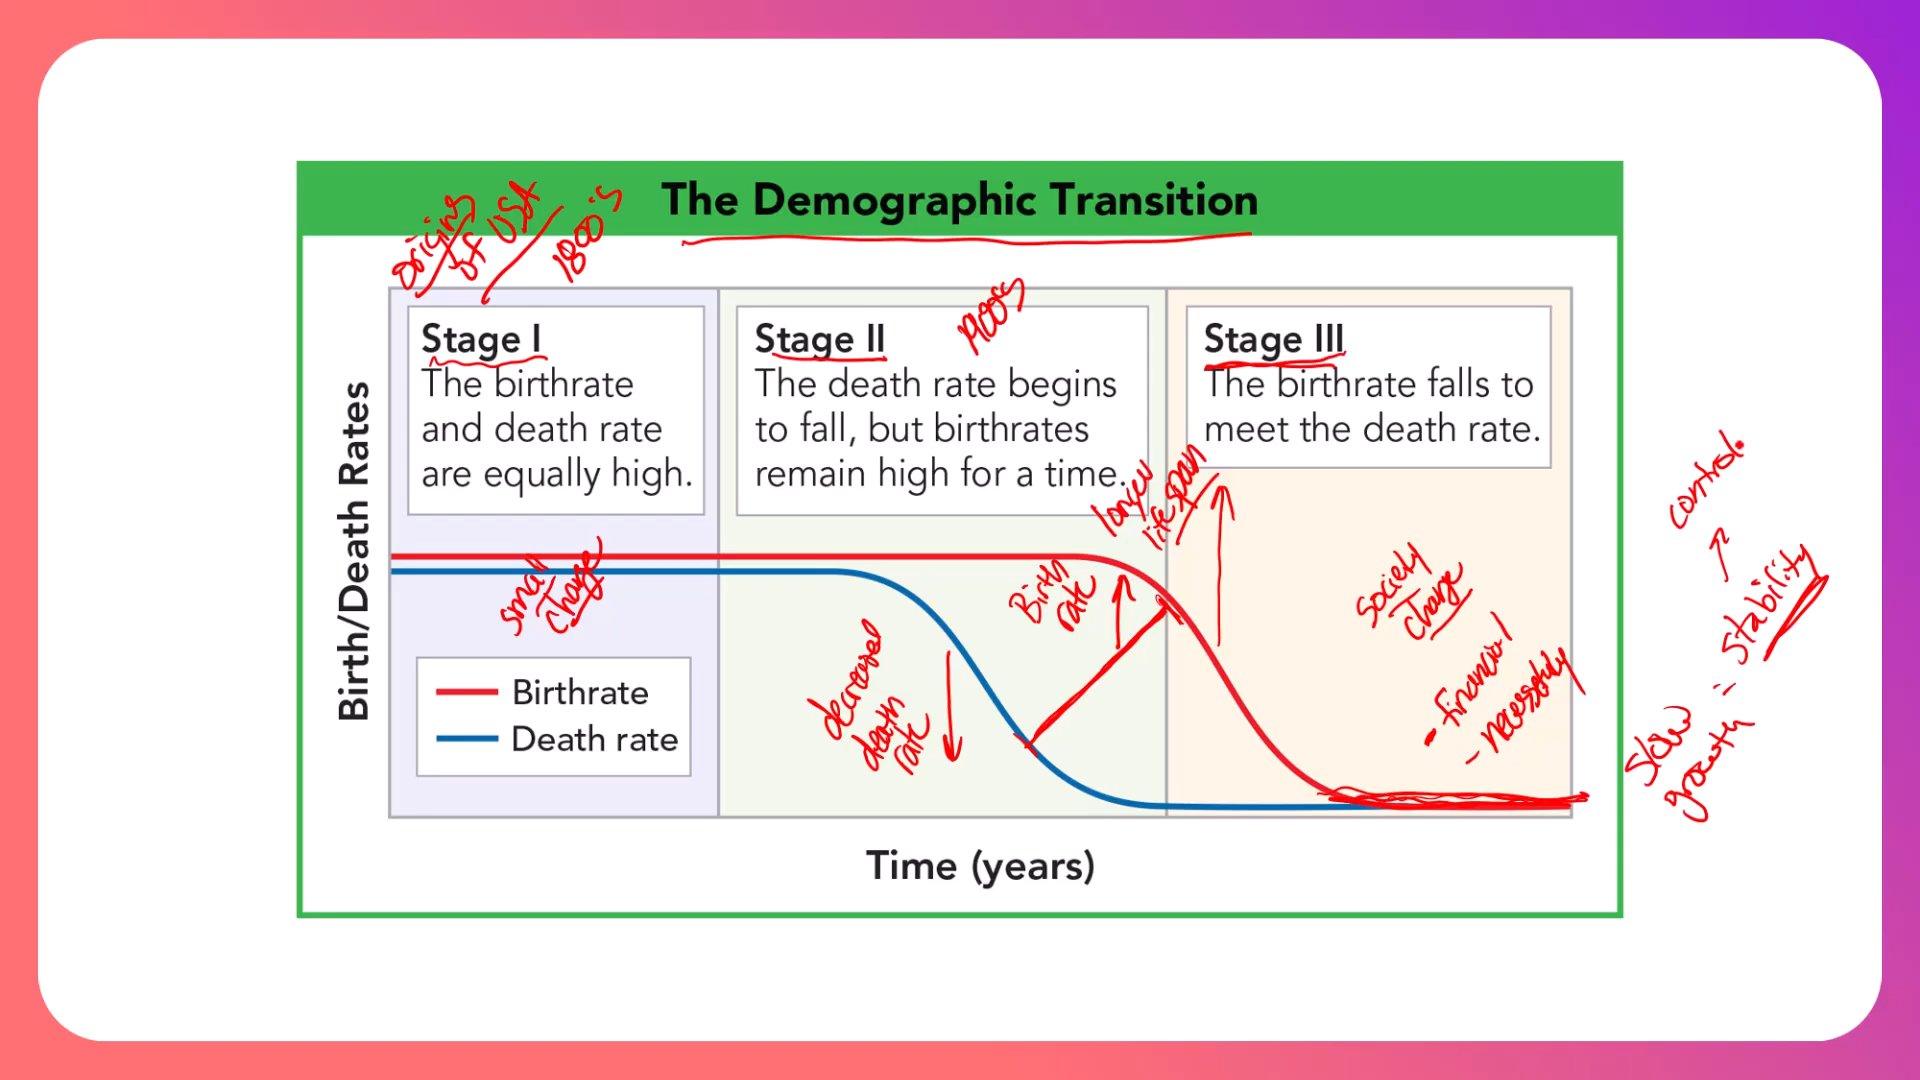 The Demographic Transition
origins
of USA
1800's
Stage I
The birthrate
and death rate
are equally high.
1900s
Stage II
The death rate begins
to fall, but birthrates
remain high for a time.
Stage III
The birthrate falls to
meet the death rate.
longer
life span
control
Birth/Death Rates
small
change
Birth
rate
society
change
stability
decreased
death
rate
- financial
- necessity
slow
growth =
Birthrate
Death rate
Time (years)